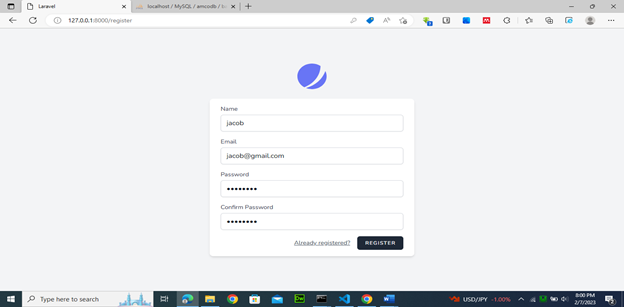 Laravel
localhost / MySQL / amcodb /
127.0.0.1:8000/register
Name
jacob
Email
jacob@gmail.com
Password
••••••••
Confirm Password
••••••••
Already registered?
REGISTER
Type here to search
USD/JPY -1.00%
8:00 PM
2/7/2023